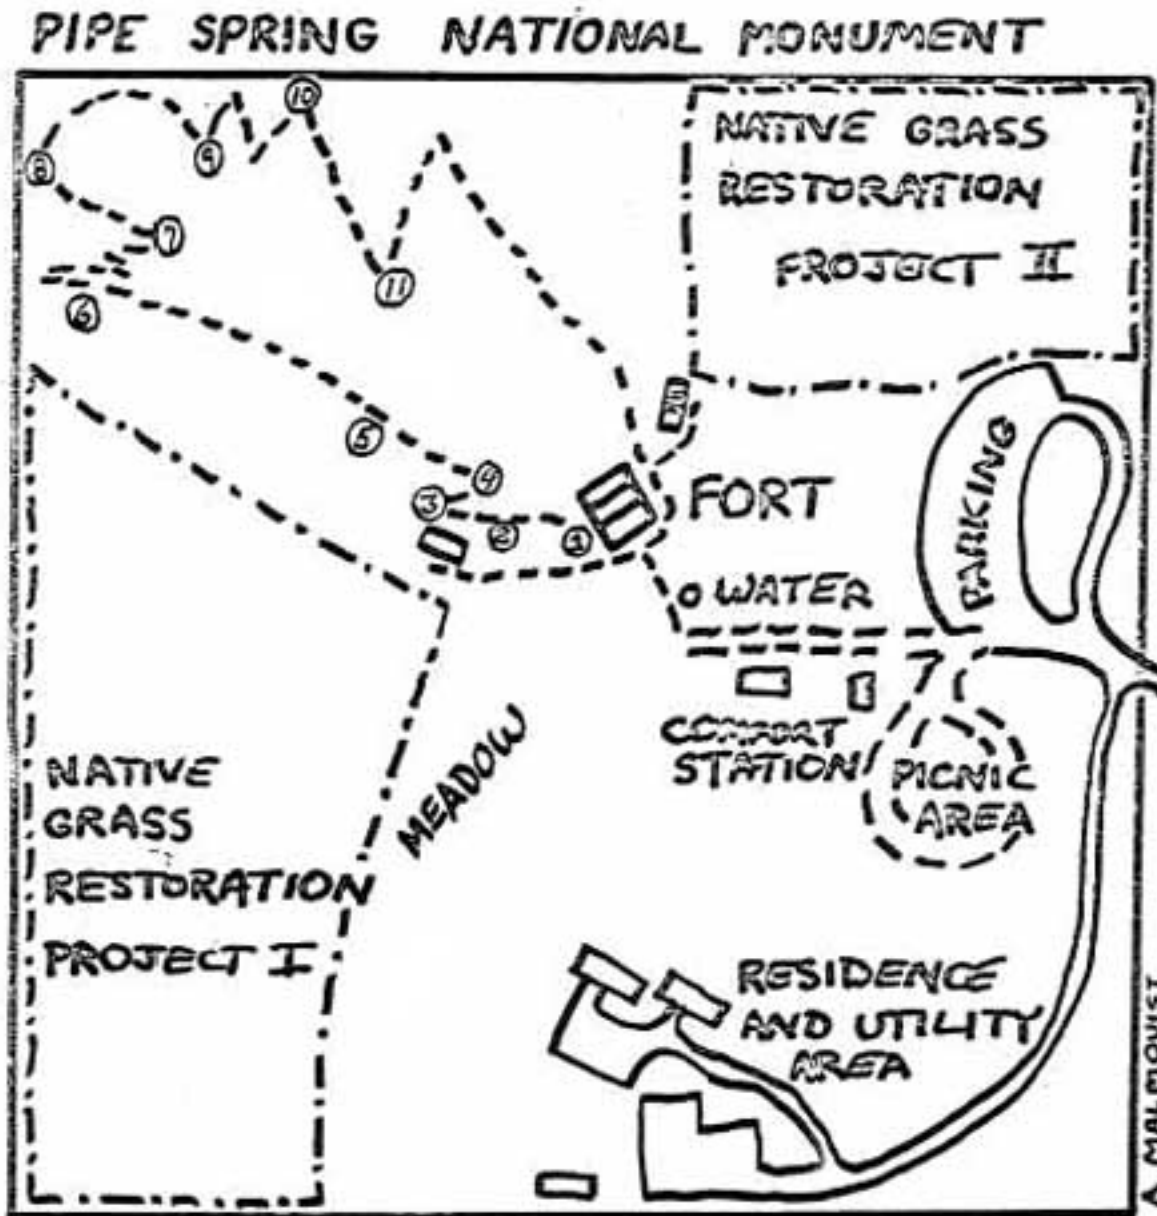 PIPE SPRING NATIONAL MONUMENT
10
9
8
7
11
6
NATIVE GRASS
RESTORATION
PROJECT II
5
4
3
2
1
FORT
PARKING
WATER
COMFORT
STATION
PICNIC
AREA
MEADOW
NATIVE
GRASS
RESTORATION
PROJECT I
RESIDENCE
AND UTILITY
AREA
A MALMQUIST